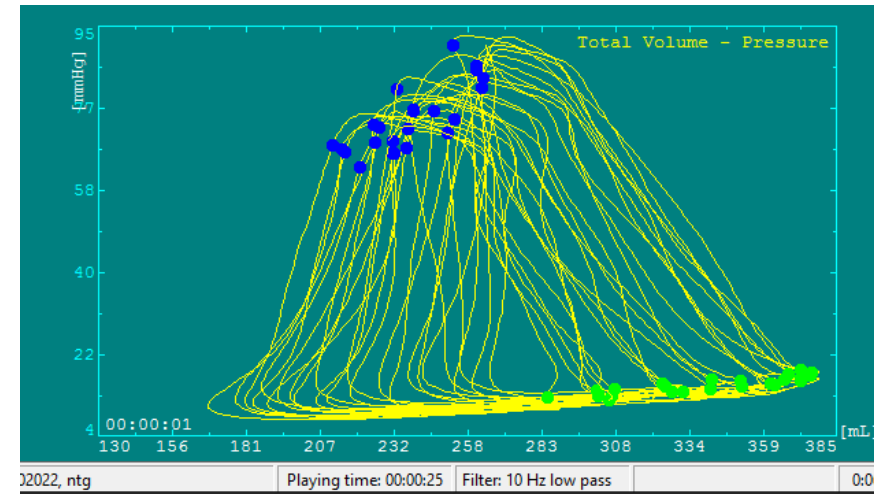 95
Total Volume - Pressure
[mmHg]
77
58
40
22
4
00:00:01
[mL]
130 156 181 207 232 258 283 308 334 359 385
02022, ntg Playing time: 00:00:25 Filter: 10 Hz low pass 0:0